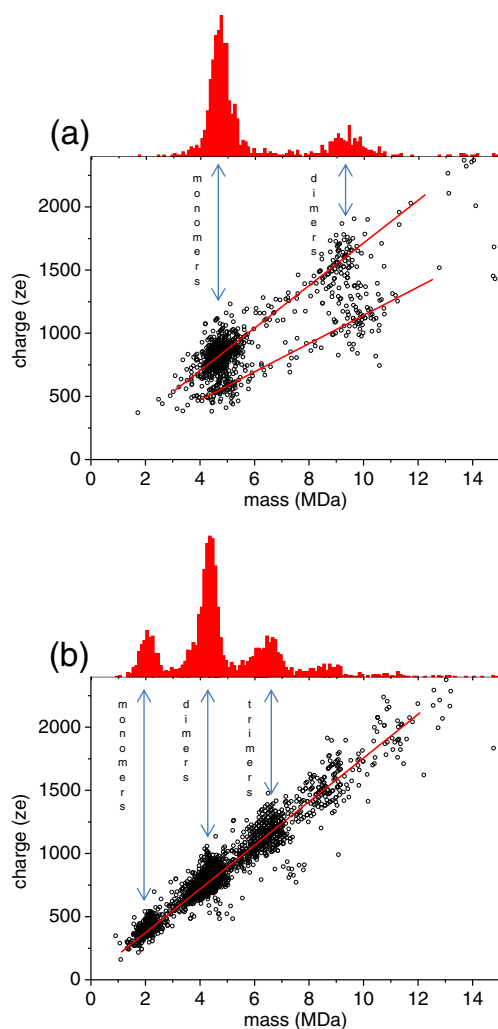 (a)
monomers
dimers
2000
1500
1000
500
0
charge (ze)
0 2 4 6 8 10 12 14
mass (MDa)
(b)
monomers
dimers
trimers
2000
1500
1000
500
0
charge (ze)
0 2 4 6 8 10 12 14
mass (MDa)